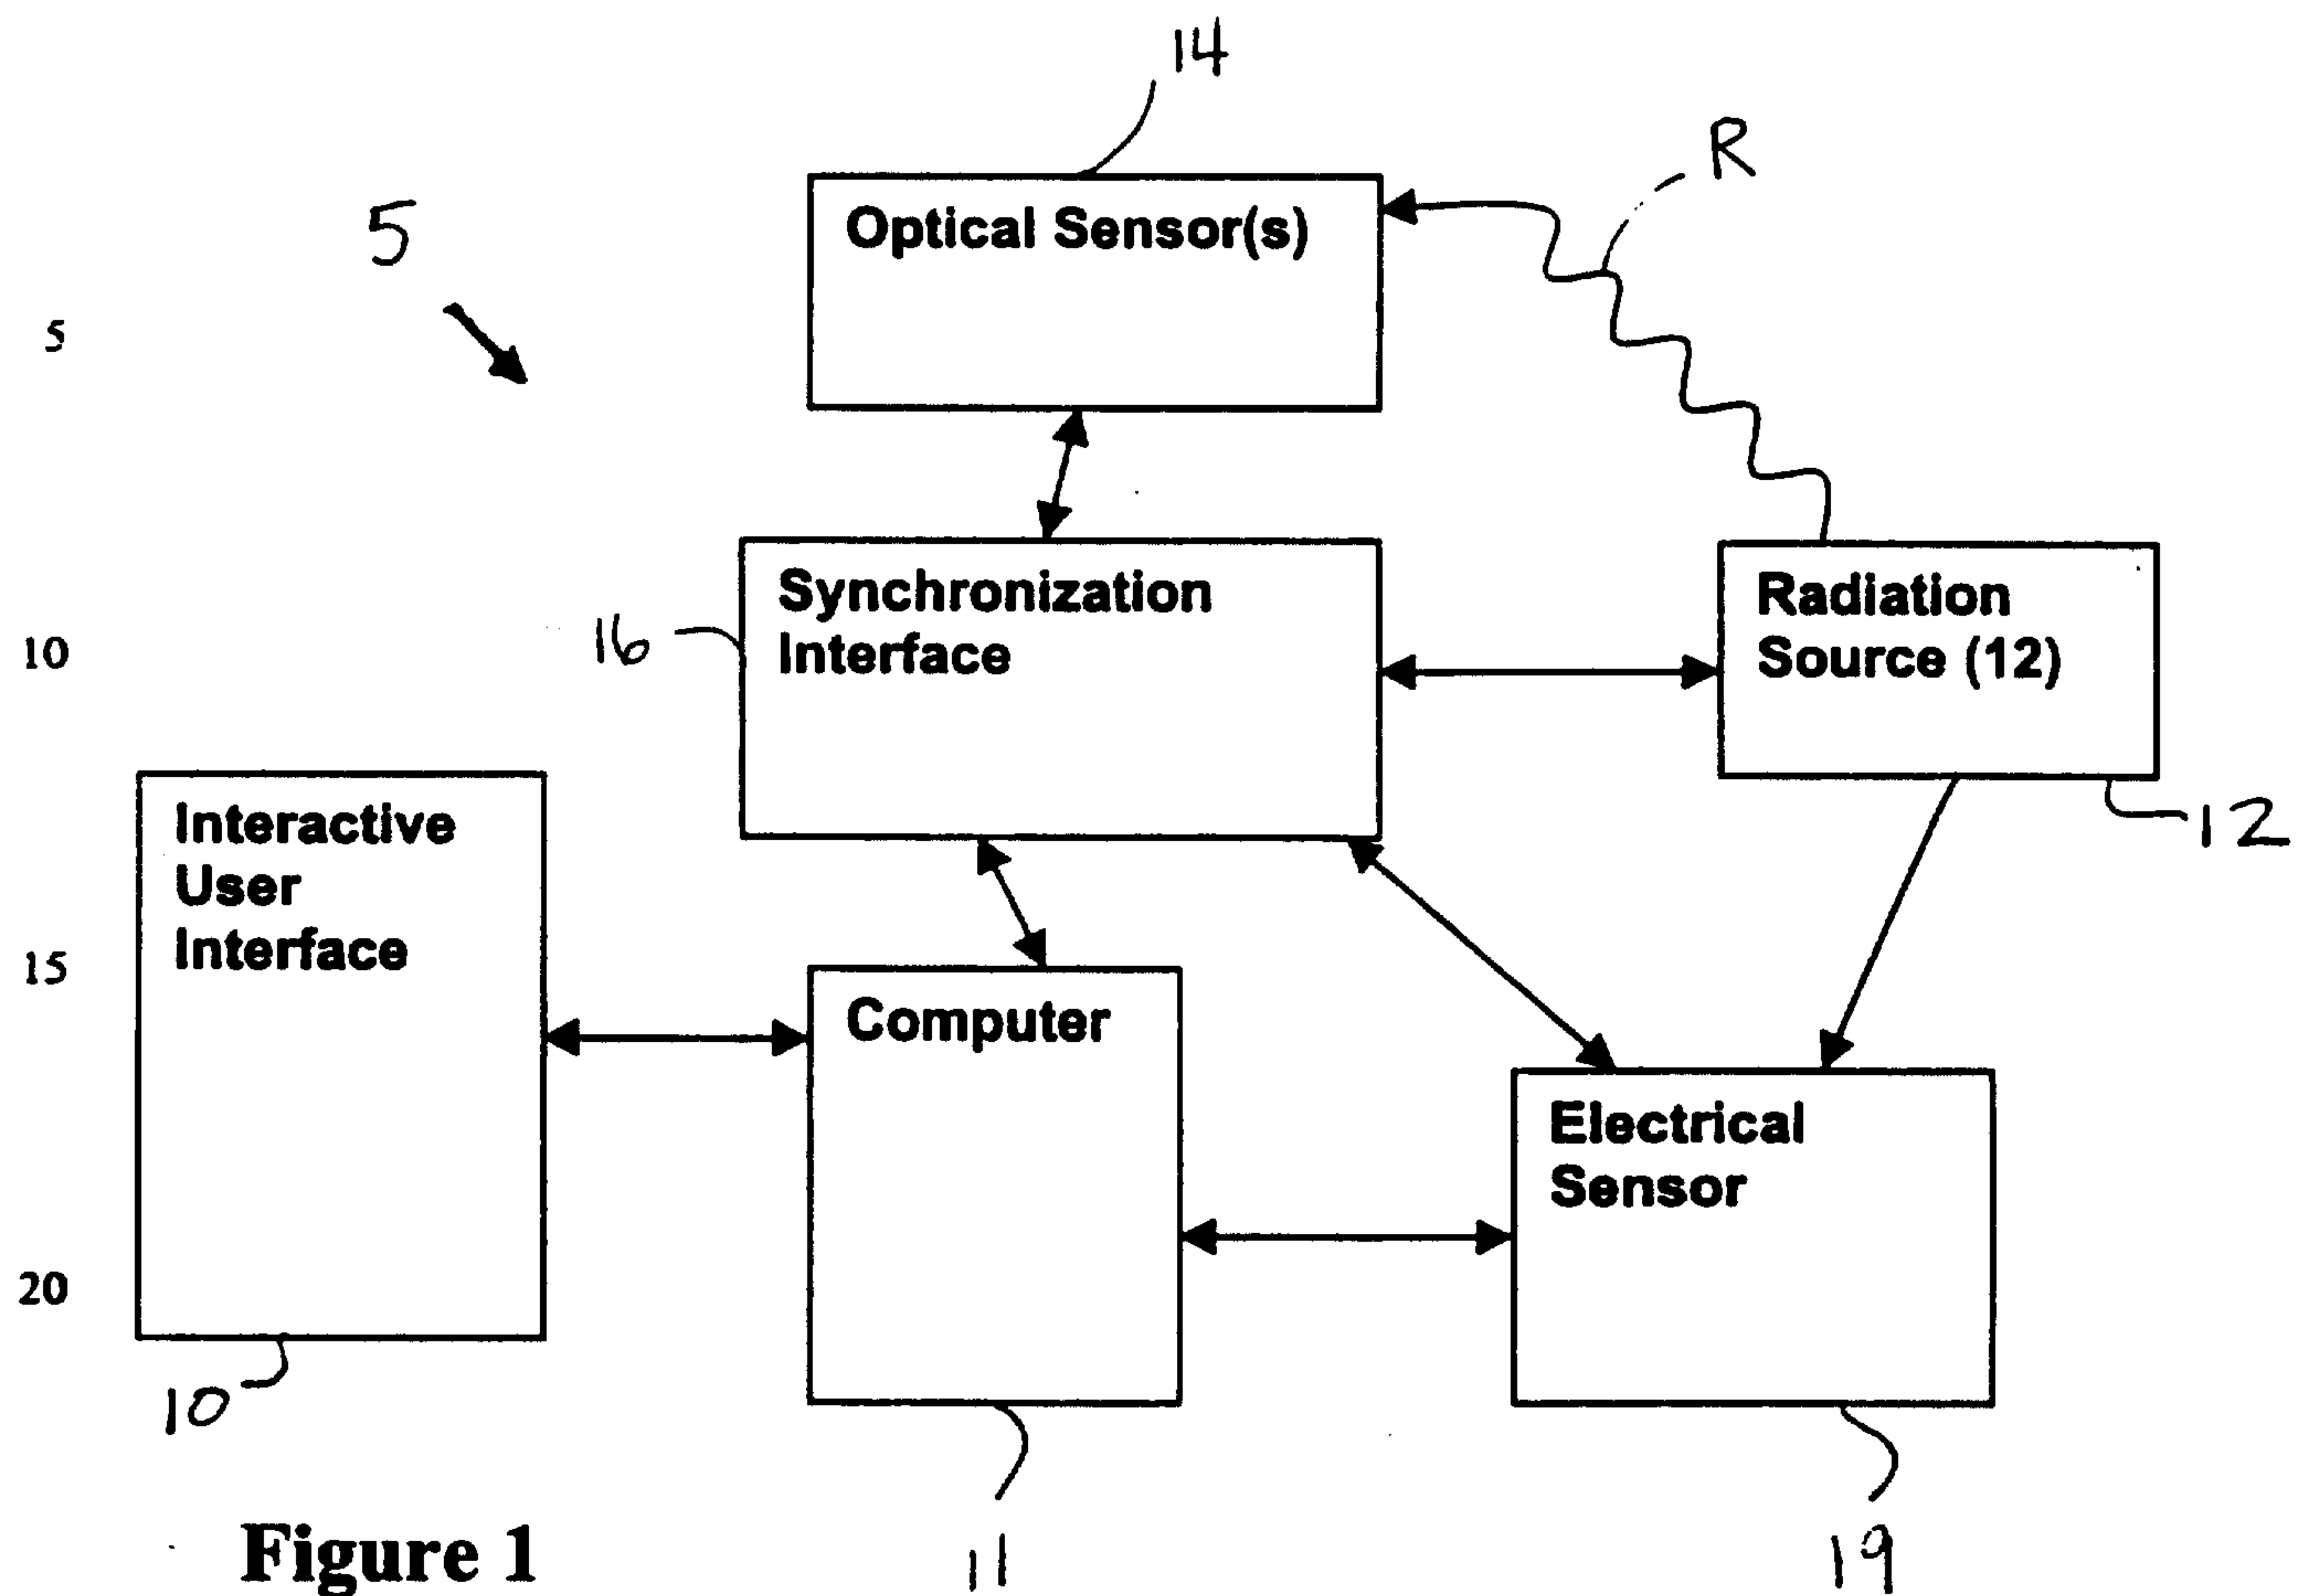 14
R
5
Optical Sensor(s)
5
16
Synchronization
Interface
10
Radiation
Source (12)
12
Interactive
User
Interface
15
Computer
Electrical
Sensor
20
10
11
19
Figure 1